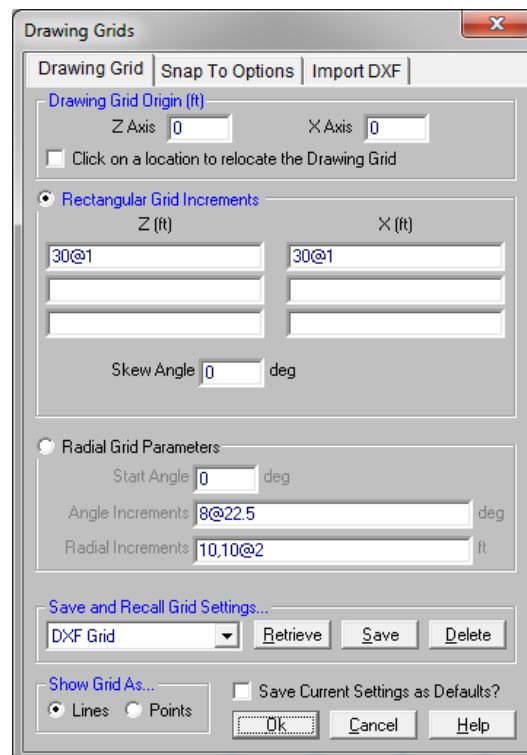 Drawing Grids
Drawing Grid Snap To Options Import DXF
Drawing Grid Origin (ft)
Z Axis 0 X Axis 0
Click on a location to relocate the Drawing Grid
Rectangular Grid Increments
Z (ft) X (ft)
30@1 30@1
Skew Angle 0 deg
Radial Grid Parameters
Start Angle 0 deg
Angle Increments 8@22.5 deg
Radial Increments 10,10@2 ft
Save and Recall Grid Settings...
DXF Grid Retrieve Save Delete
Show Grid As...
Save Current Settings as Defaults?
Lines Points
Ok Cancel Help